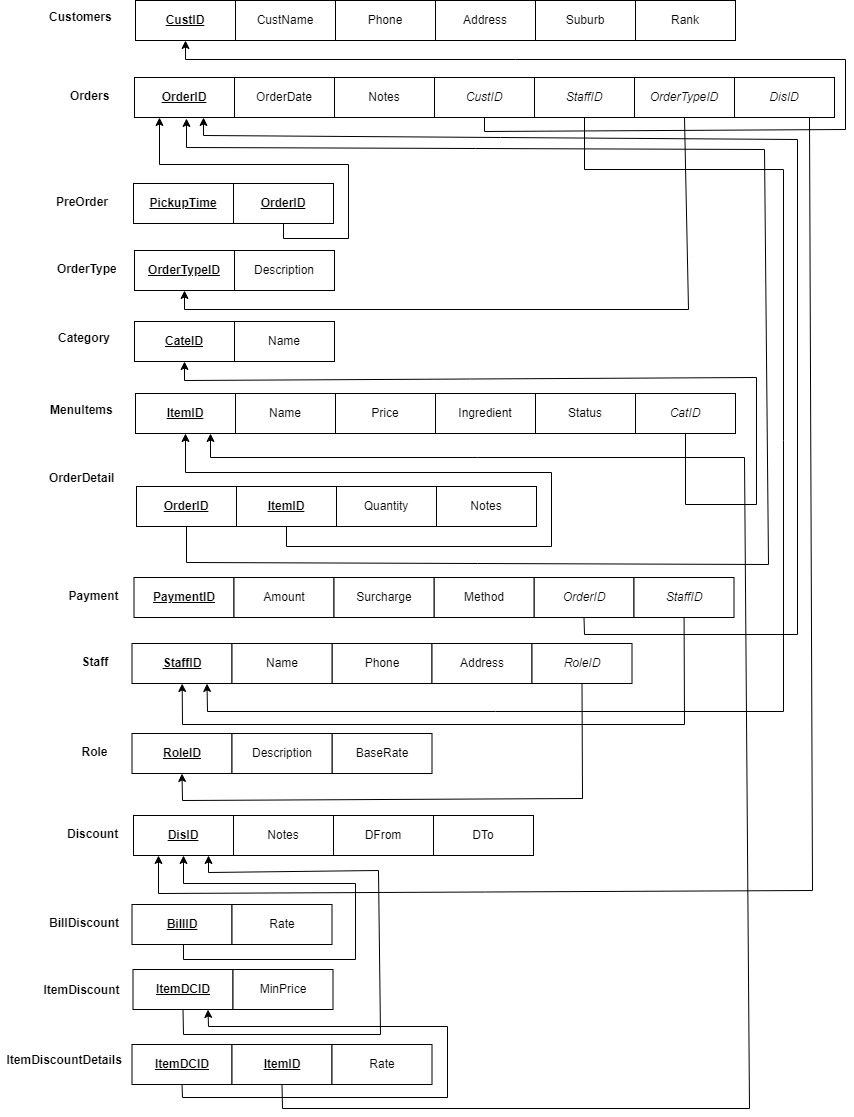 Customers CustID CustName Phone Address Suburb Rank
Orders OrderID OrderDate Notes CustID StaffID OrderTypeID DisID
PreOrder PickupTime OrderID
OrderType OrderTypeID Description
Category CateID Name
MenuItems ItemID Name Price Ingredient Status CatID
OrderDetail
OrderID ItemID Quantity Notes
Payment PaymentID Amount Surcharge Method OrderID StaffID
Staff StaffID Name Phone Address RoleID
Role RoleID Description BaseRate
Discount DisID Notes DFrom DTo
BillDiscount BillID Rate
ItemDiscount ItemDCID MinPrice
ItemDiscountDetails ItemDCID ItemID Rate